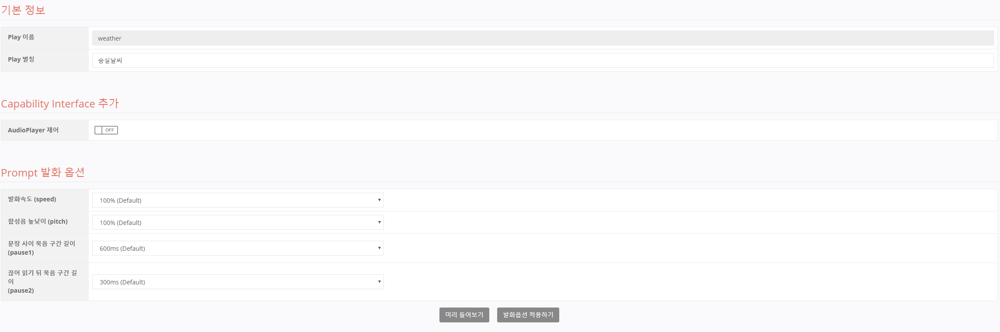 기본 정보
Play 이름
weather
Play 별칭
숭실날씨
Capability Interface 추가
AudioPlayer 제어
OFF
Prompt 발화 옵션
발화속도 (speed)
100% (Default)
합성음 높낮이 (pitch)
100% (Default)
문장 사이 묵음 구간 길이
(pause1)
600ms (Default)
끊어 읽기 뒤 묵음 구간 길
이
(pause2)
300ms (Default)
미리 들어보기
발화옵션 적용하기